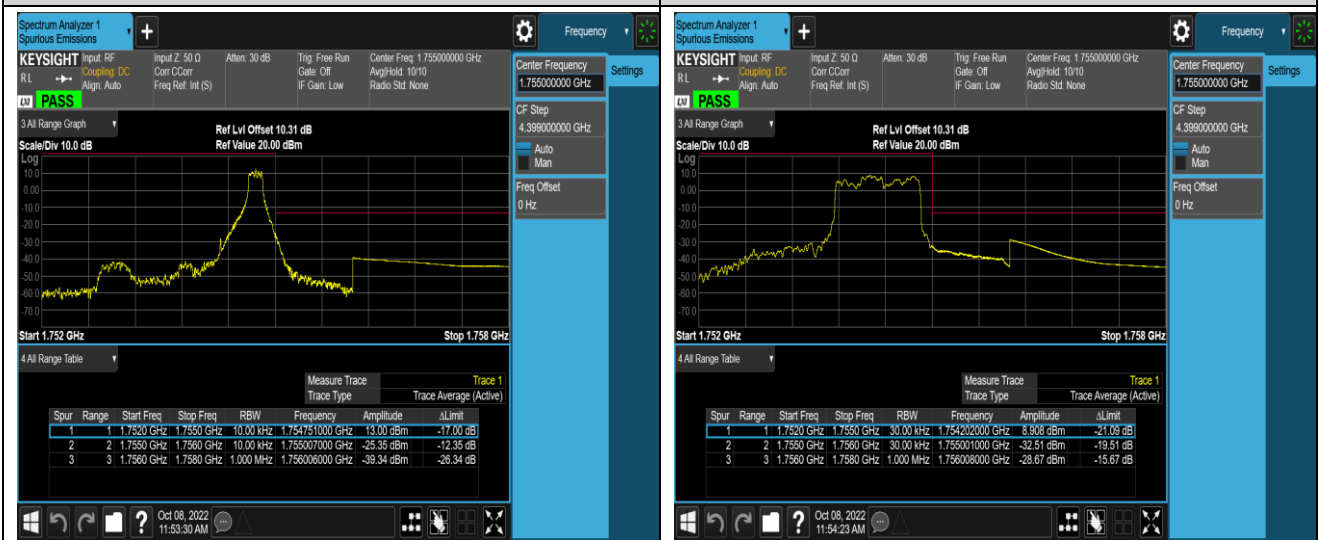 Spectrum Analyzer 1
Spurious Emissions
+
Frequency
KEYSIGHT
RL
Input: RF
Coupling: DC
Align: Auto
Input Z: 50 Ω
Corr CCorr
Freq Ref: Int (S)
Atten: 30 dB
Trig: Free Run
Gate: Off
IF Gain: Low
Center Freq: 1.755000000 GHz
Avg|Hold: 10/10
Radio Std: None
LXI
PASS
Center Frequency
1.755000000 GHz
Settings
CF Step
4.399000000 GHz
Auto
Man
Freq Offset
0 Hz
3 All Range Graph
Ref Lvl Offset 10.31 dB
Scale/Div 10.0 dB
Ref Value 20.00 dBm
Log
10.0
0.00
-10.0
-20.0
-30.0
-40.0
-50.0
-60.0
-70.0
Start 1.752 GHz
Stop 1.758 GHz
4 All Range Table
Measure Trace Trace 1
Trace Type Trace Average (Active)
Spur Range Start Freq Stop Freq RBW Frequency Amplitude ΔLimit
1 1 1.7520 GHz 1.7550 GHz 10.00 kHz 1.754751000 GHz 13.00 dBm -17.00 dB
2 2 1.7550 GHz 1.7560 GHz 10.00 kHz 1.755007000 GHz -25.35 dBm -12.35 dB
3 3 1.7560 GHz 1.7580 GHz 1.000 MHz 1.756006000 GHz -39.34 dBm -26.34 dB
?
Oct 08, 2022
11:53:30 AM
Spectrum Analyzer 1
Spurious Emissions
+
Frequency
KEYSIGHT
RL
Input: RF
Coupling: DC
Align: Auto
Input Z: 50 Ω
Corr CCorr
Freq Ref: Int (S)
Atten: 30 dB
Trig: Free Run
Gate: Off
IF Gain: Low
Center Freq: 1.755000000 GHz
Avg|Hold: 10/10
Radio Std: None
LXI
PASS
Center Frequency
1.755000000 GHz
Settings
CF Step
4.399000000 GHz
Auto
Man
Freq Offset
0 Hz
3 All Range Graph
Ref Lvl Offset 10.31 dB
Scale/Div 10.0 dB
Ref Value 20.00 dBm
Log
10.0
0.00
-10.0
-20.0
-30.0
-40.0
-50.0
-60.0
-70.0
Start 1.752 GHz
Stop 1.758 GHz
4 All Range Table
Measure Trace Trace 1
Trace Type Trace Average (Active)
Spur Range Start Freq Stop Freq RBW Frequency Amplitude ΔLimit
1 1 1.7520 GHz 1.7550 GHz 30.00 kHz 1.754202000 GHz 8.908 dBm -21.09 dB
2 2 1.7550 GHz 1.7560 GHz 30.00 kHz 1.755001000 GHz -32.51 dBm -19.51 dB
3 3 1.7560 GHz 1.7580 GHz 1.000 MHz 1.756008000 GHz -28.67 dBm -15.67 dB
?
Oct 08, 2022
11:54:23 AM